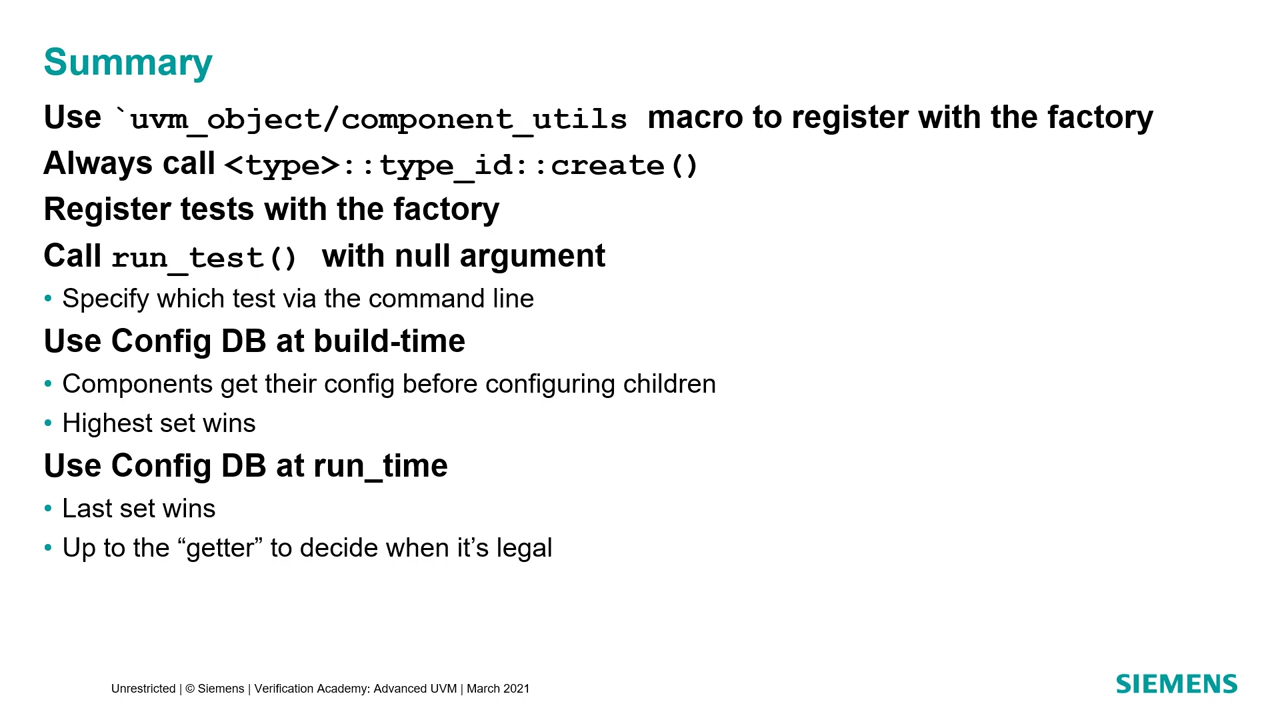 Summary
Use `uvm_object/component_utils macro to register with the factory
Always call <type>::type_id::create()
Register tests with the factory
Call run_test() with null argument
• Specify which test via the command line
Use Config DB at build-time
• Components get their config before configuring children
• Highest set wins
Use Config DB at run_time
• Last set wins
• Up to the “getter” to decide when it’s legal
Unrestricted | © Siemens | Verification Academy: Advanced UVM | March 2021
SIEMENS